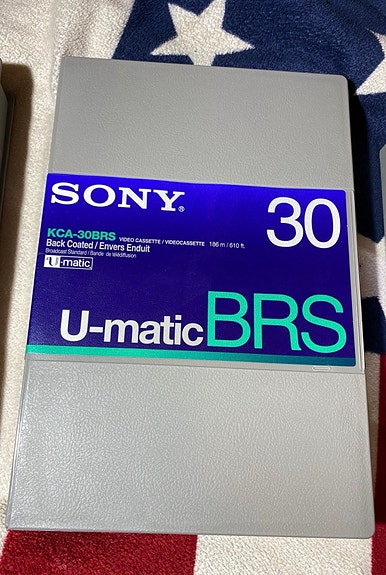 SONY®
30
KCA-30BRS VIDEO CASSETTE / VIDEOCASSETTE 186 m / 610 ft.
Back Coated / Envers Enduit
Broadcast Standard / Bande de télédiffusion
U-matic
U-matic BRS